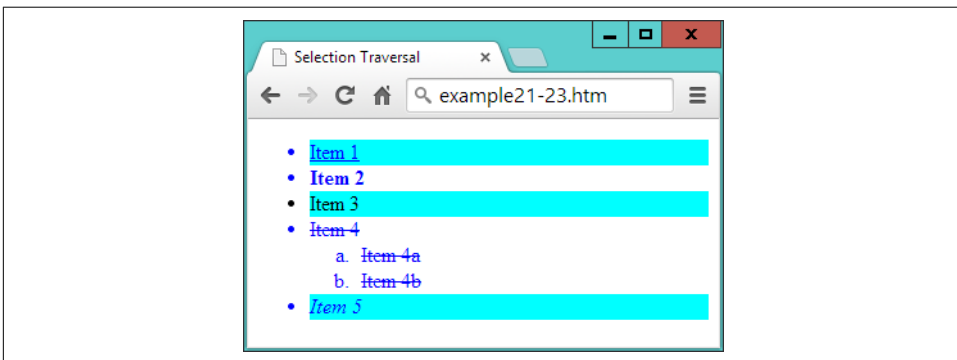 Selection Traversal
example21-23.htm
• Item 1
• Item 2
• Item 3
• Item 4
a. Item 4a
b. Item 4b
• Item 5